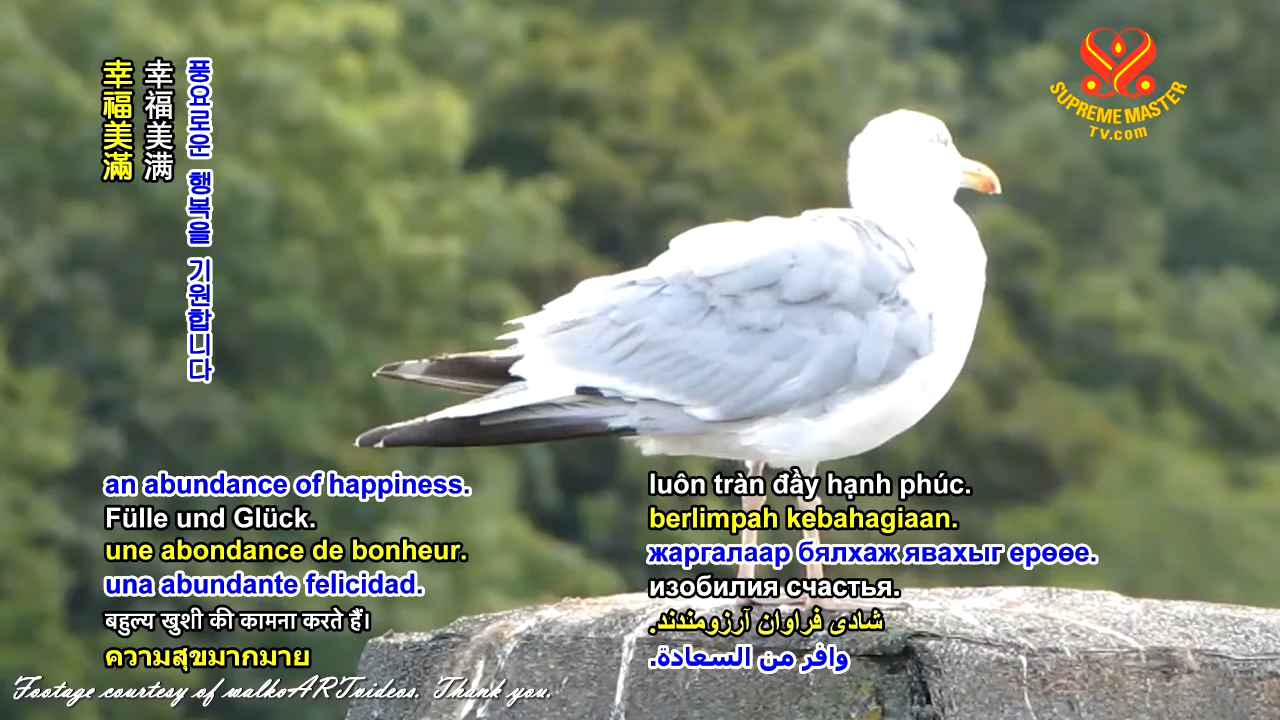 幸福美滿
幸福美满
풍요로운 행복을 기원합니다
SUPREME MASTER
TV.com
an abundance of happiness.
Fülle und Glück.
une abondance de bonheur.
una abundante felicidad.
बहुल्य खुशी की कामना करते हैं।
ความสุขมากมาย
luôn tràn đầy hạnh phúc.
berlimpah kebahagiaan.
жаргалаар бялхаж явахыг ерөөе.
изобилия счастья.
شادی فراوان آرزومندند.
وافر من السعادة.
Footage courtesy of walkoARTvideos. Thank you.